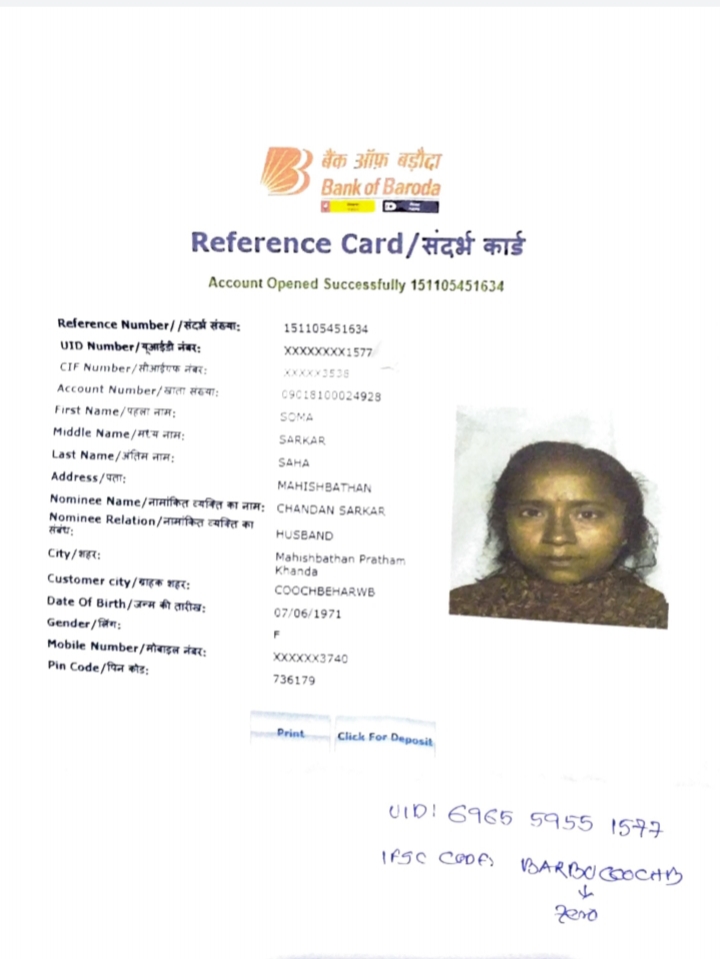 बैंक ऑफ़ बड़ौदा
Bank of Baroda
Reference Card/संदर्भ कार्ड
Account Opened Successfully 151105451634
Reference Number//संदर्भ संख्या: 151105451634
UID Number/यूआईडी नंबर: XXXXXXXX1577
CIF Number/सीआईएफ नंबर: XXXXX3538
Account Number/खाता संख्या: 09018100024928
First Name/पहला नाम: SOMA
Middle Name/मध्य नाम: SARKAR
Last Name/अंतिम नाम: SAHA
Address/पता: MAHISHBATHAN
Nominee Name/नामांकित व्यक्ति का नाम: CHANDAN SARKAR
Nominee Relation/नामांकित व्यक्ति का
संबंध: HUSBAND
City/शहर: Mahishbathan Pratham
Khanda
Customer city/ग्राहक शहर: COOCHBEHARWB
Date Of Birth/जन्म की तारीख: 07/06/1971
Gender/लिंग: F
Mobile Number/मोबाइल नंबर: XXXXXX3740
Pin Code/पिन कोड: 736179
Print Click For Deposit
UID: 6965 5955 1577
IFSC CODE: BARB0COOCHB
↓
Zero